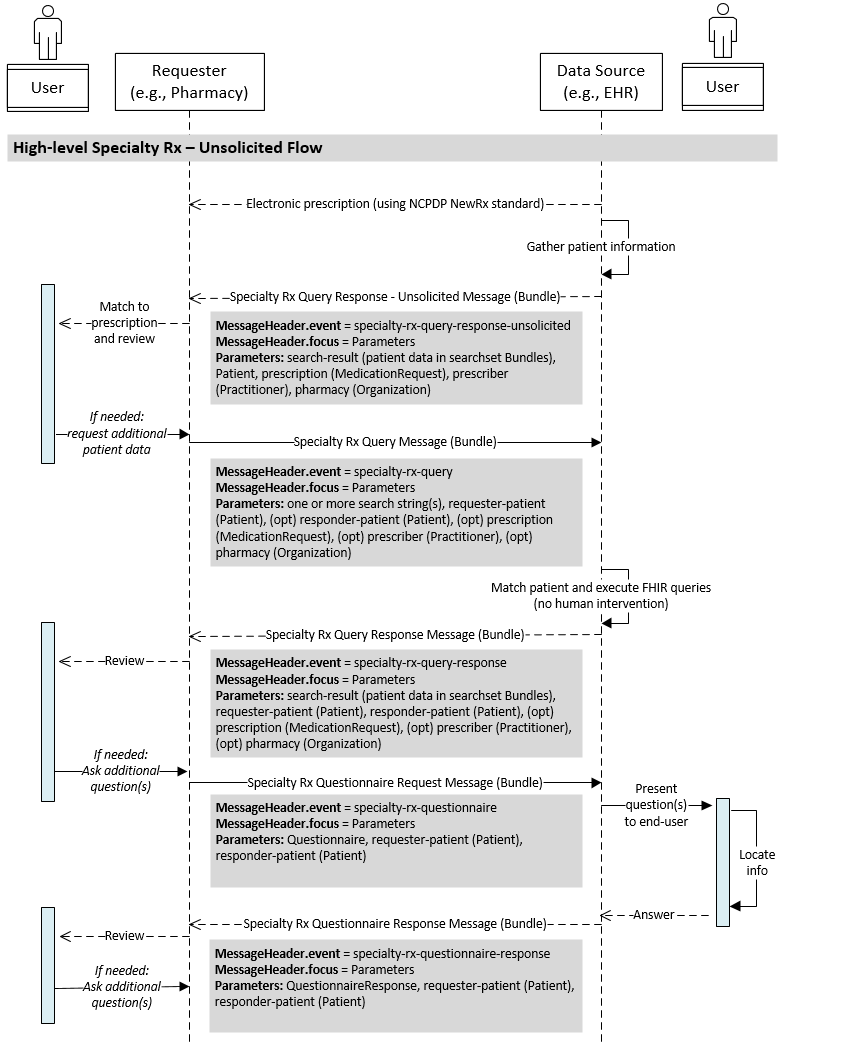 User
Requester
(e.g., Pharmacy)
Data Source
(e.g., EHR)
User
High-level Specialty Rx – Unsolicited Flow
Electronic prescription (using NCPDP NewRx standard)
Gather patient information
Specialty Rx Query Response - Unsolicited Message (Bundle)
Match to
prescription
and review
MessageHeader.event = specialty-rx-query-response-unsolicited
MessageHeader.focus = Parameters
Parameters: search-result (patient data in searchset Bundles),
Patient, prescription (MedicationRequest), prescriber
(Practitioner), pharmacy (Organization)
If needed:
request additional
patient data
Specialty Rx Query Message (Bundle)
MessageHeader.event = specialty-rx-query
MessageHeader.focus = Parameters
Parameters: one or more search string(s), requester-patient
(Patient), (opt) responder-patient (Patient), (opt) prescription
(MedicationRequest), (opt) prescriber (Practitioner), (opt)
pharmacy (Organization)
Match patient and execute FHIR queries
(no human intervention)
Specialty Rx Query Response Message (Bundle)
Review
MessageHeader.event = specialty-rx-query-response
MessageHeader.focus = Parameters
Parameters: search-result (patient data in searchset Bundles),
requester-patient (Patient), responder-patient (Patient), (opt)
prescription (MedicationRequest), (opt) prescriber (Practitioner),
(opt) pharmacy (Organization)
If needed:
Ask additional
question(s)
Specialty Rx Questionnaire Request Message (Bundle)
Present
question(s)
to end-user
MessageHeader.event = specialty-rx-questionnaire
MessageHeader.focus = Parameters
Parameters: Questionnaire, requester-patient (Patient),
responder-patient (Patient)
Locate
info
Answer
Specialty Rx Questionnaire Response Message (Bundle)
Review
MessageHeader.event = specialty-rx-questionnaire-response
MessageHeader.focus = Parameters
Parameters: QuestionnaireResponse, requester-patient (Patient),
responder-patient (Patient)
If needed:
Ask additional
question(s)